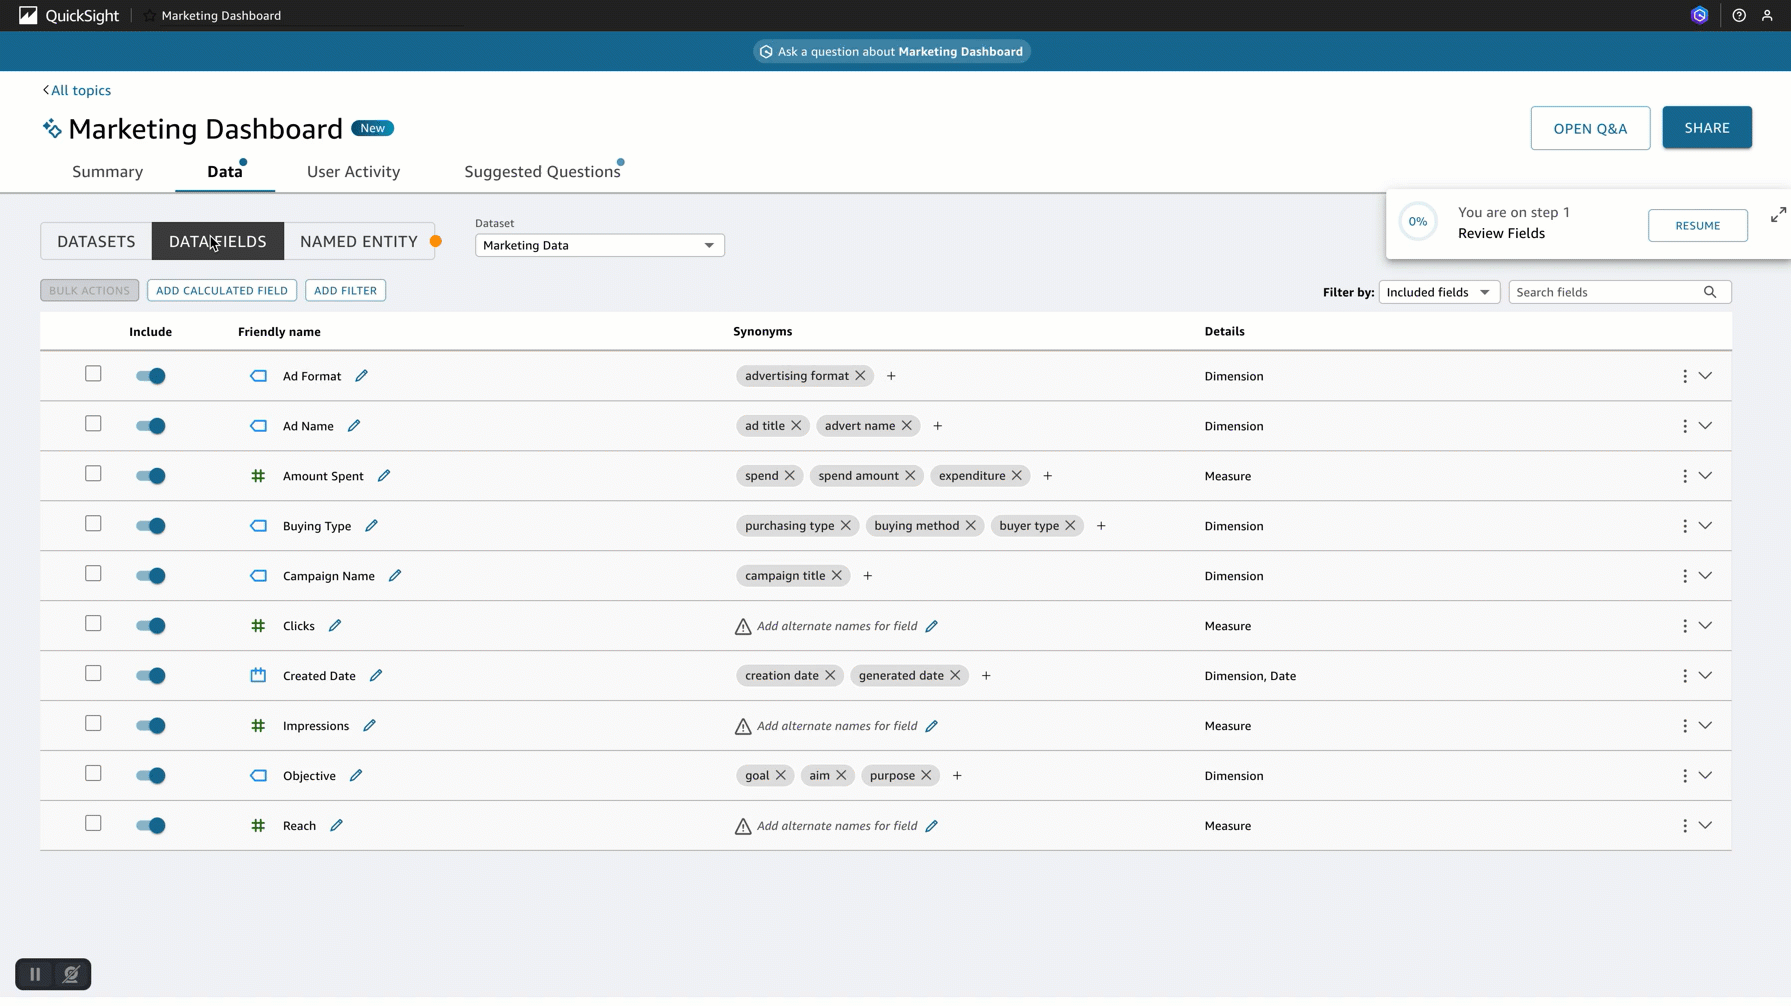 QuickSight Marketing Dashboard
Ask a question about Marketing Dashboard
All topics
Marketing Dashboard New
OPEN Q&A SHARE
Summary Data User Activity Suggested Questions
0% You are on step 1
Review Fields
RESUME
DATASETS DATA FIELDS NAMED ENTITY
Dataset
Marketing Data
BULK ACTIONS ADD CALCULATED FIELD ADD FILTER
Filter by: Included fields Search fields
Include Friendly name Synonyms Details
Ad Format advertising format Dimension
Ad Name ad title advert name Dimension
Amount Spent spend spend amount expenditure Measure
Buying Type purchasing type buying method buyer type Dimension
Campaign Name campaign title Dimension
Clicks Add alternate names for field Measure
Created Date creation date generated date Dimension, Date
Impressions Add alternate names for field Measure
Objective goal aim purpose Dimension
Reach Add alternate names for field Measure